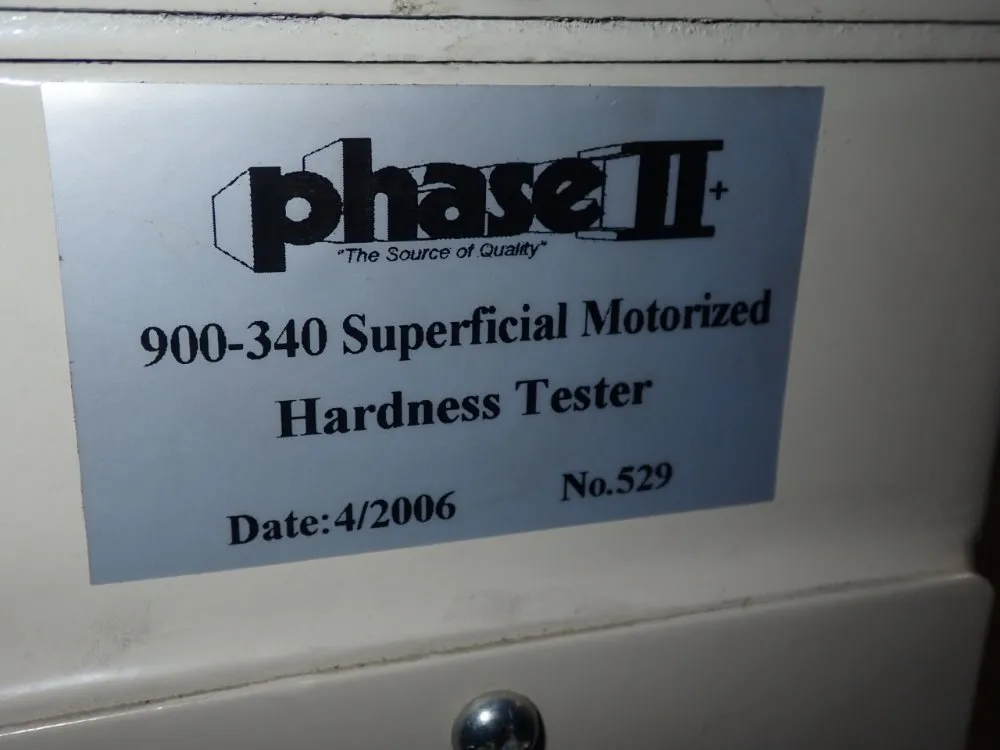 phase II+
"The Source of Quality"
900-340 Superficial Motorized
Hardness Tester
Date:4/2006 No.529